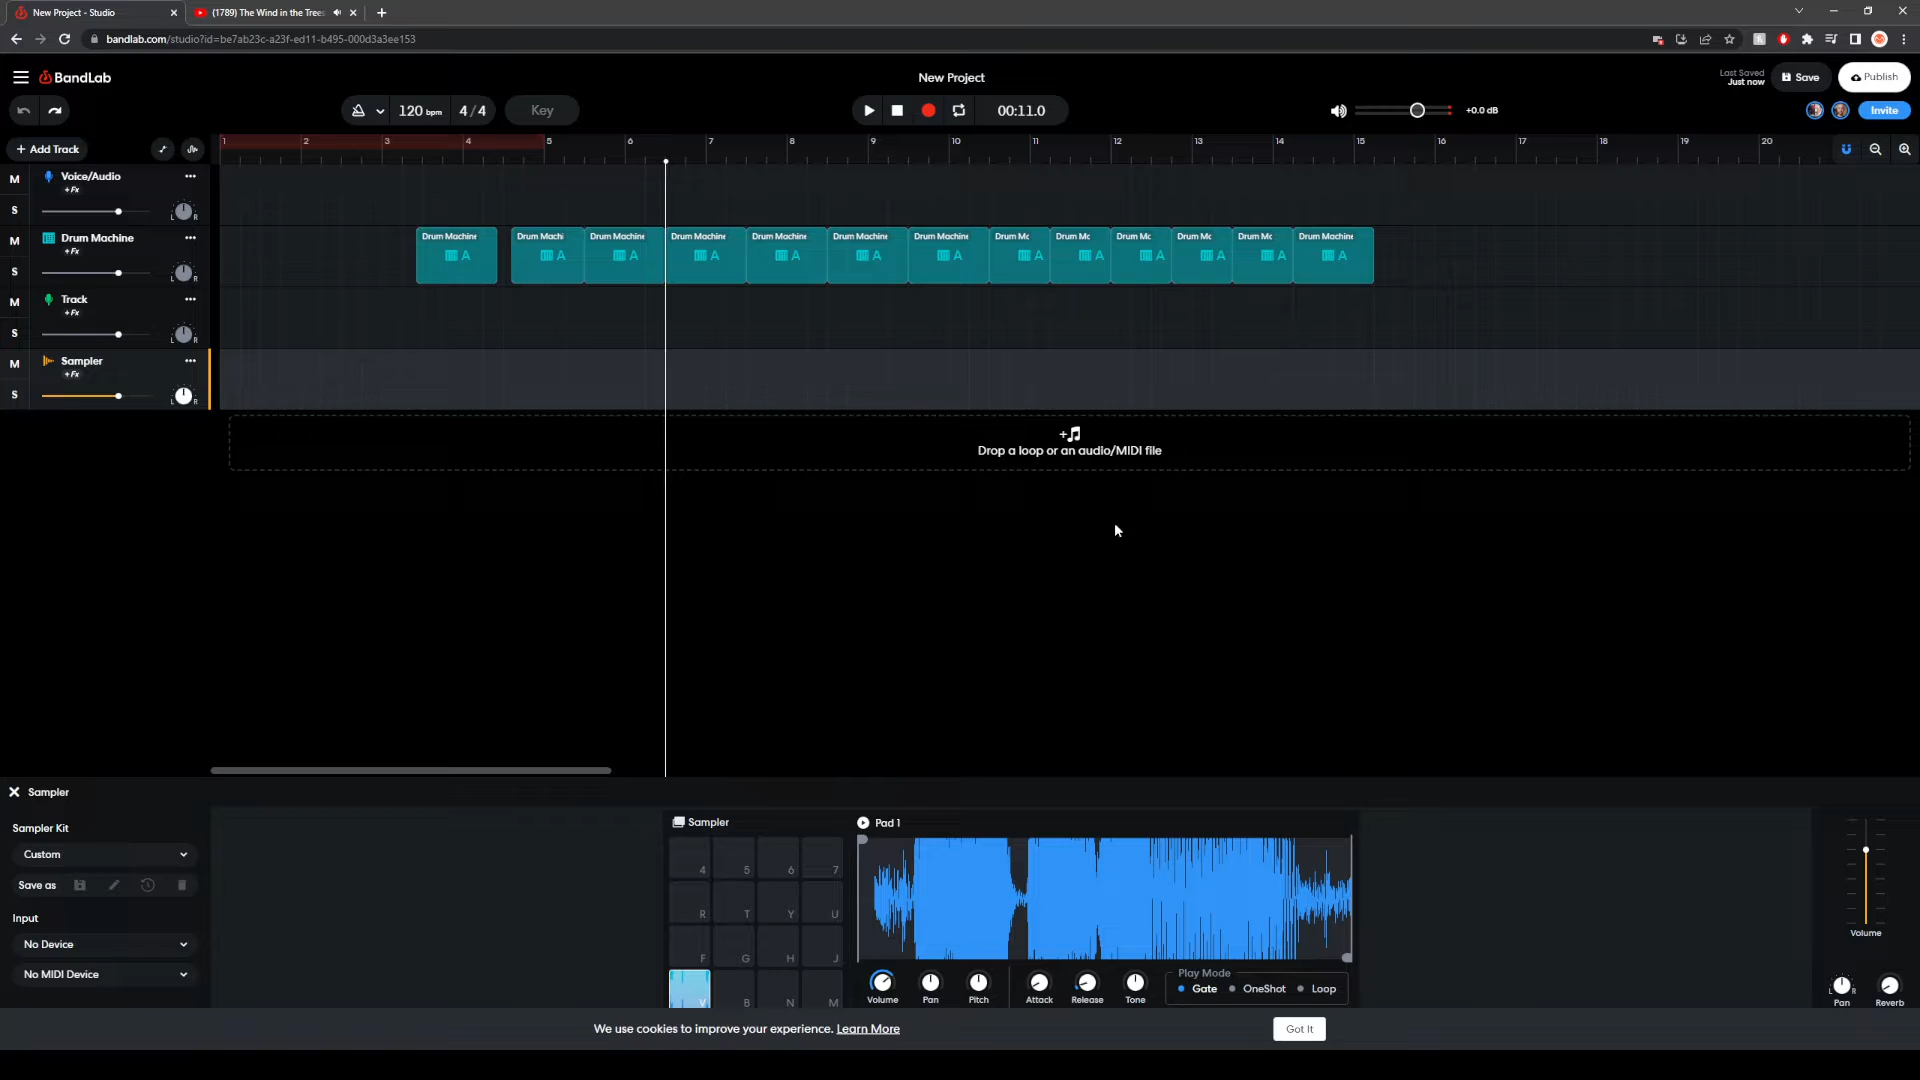 New Project - Studio
(1789) The Wind in the Trees
bandlab.com/studio?id=be7ab23c-a23f-ed11-b495-000d3a3ee153
BandLab
New Project
Last Saved
Just now
Save
Publish
120 bpm
4/4
Key
00:11.0
+0.0 dB
Invite
+ Add Track
1 2 3 4 5 6 7 8 9 10 11 12 13 14 15 16 17 18 19 20
M
Voice/Audio
+Fx
S
L R
M
Drum Machine
+Fx
S
L R
Drum Machine
A
Drum Machi
A
Drum Machine
A
Drum Machine
A
Drum Machine
A
Drum Machine
A
Drum Machine
A
Drum Mc
A
Drum Mc
A
Drum Mc
A
Drum Mc
A
Drum Mc
A
Drum Machine
A
M
Track
+Fx
S
L R
M
Sampler
+Fx
S
L R
Drop a loop or an audio/MIDI file
Sampler
Sampler Kit
Custom
Save as
Input
No Device
No MIDI Device
Sampler
4 5 6 7
R T Y U
F G H J
V B N M
Pad 1
Volume
Pan
Pitch
Attack
Release
Tone
Play Mode
Gate
OneShot
Loop
Volume
L R
Pan
Reverb
We use cookies to improve your experience. Learn More
Got It